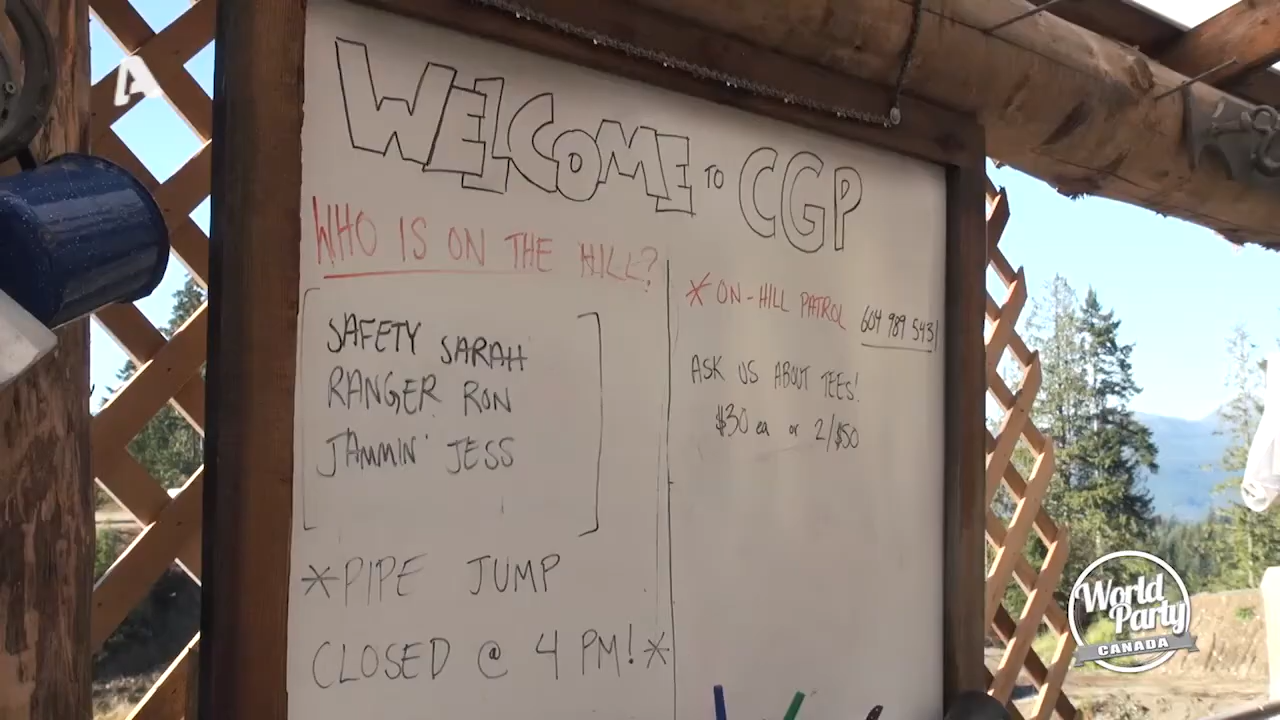 WELCOME TO CGP
WHO IS ON THE HILL?
SAFETY SARAH
RANGER RON
JAMMIN' JESS
*PIPE JUMP
CLOSED @ 4 PM!*
*ON-HILL PATROL 604 989 5431
ASK US ABOUT TEES!
$30 ea or 2/$50
A
World
Party
CANADA